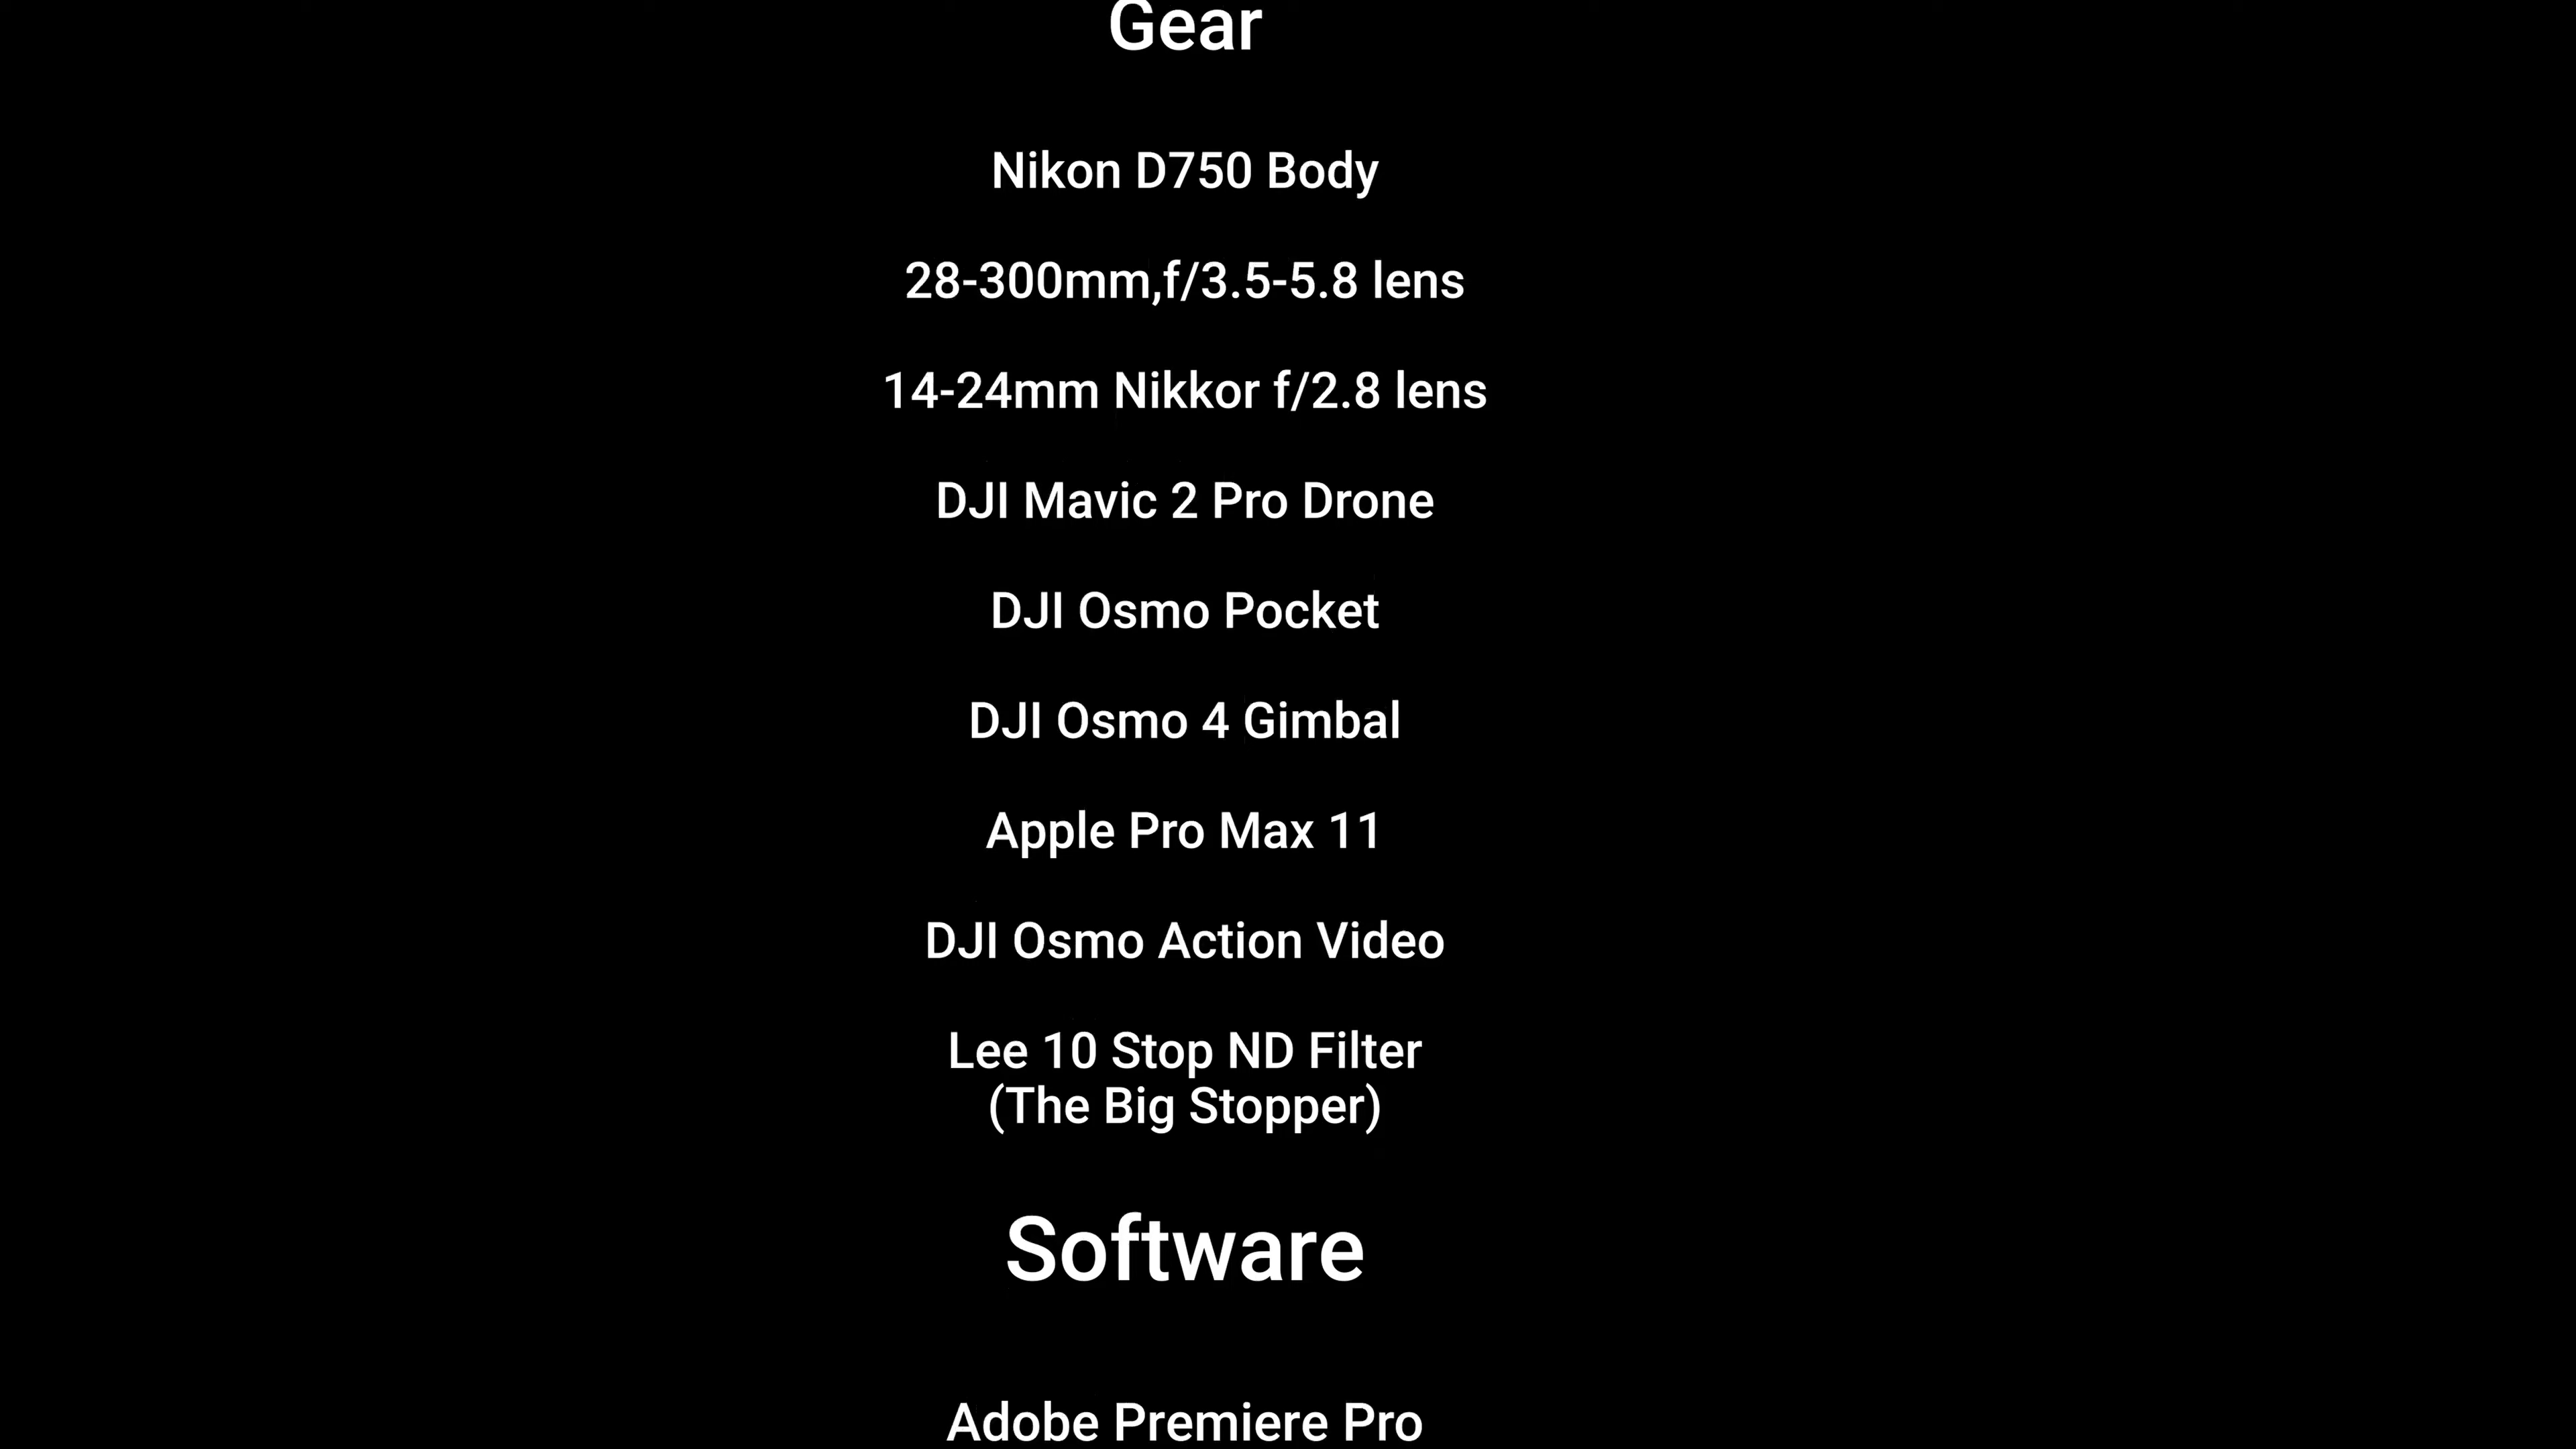 Gear
Nikon D750 Body
28-300mm,f/3.5-5.8 lens
14-24mm Nikkor f/2.8 lens
DJI Mavic 2 Pro Drone
DJI Osmo Pocket
DJI Osmo 4 Gimbal
Apple Pro Max 11
DJI Osmo Action Video
Lee 10 Stop ND Filter
(The Big Stopper)
Software
Adobe Premiere Pro